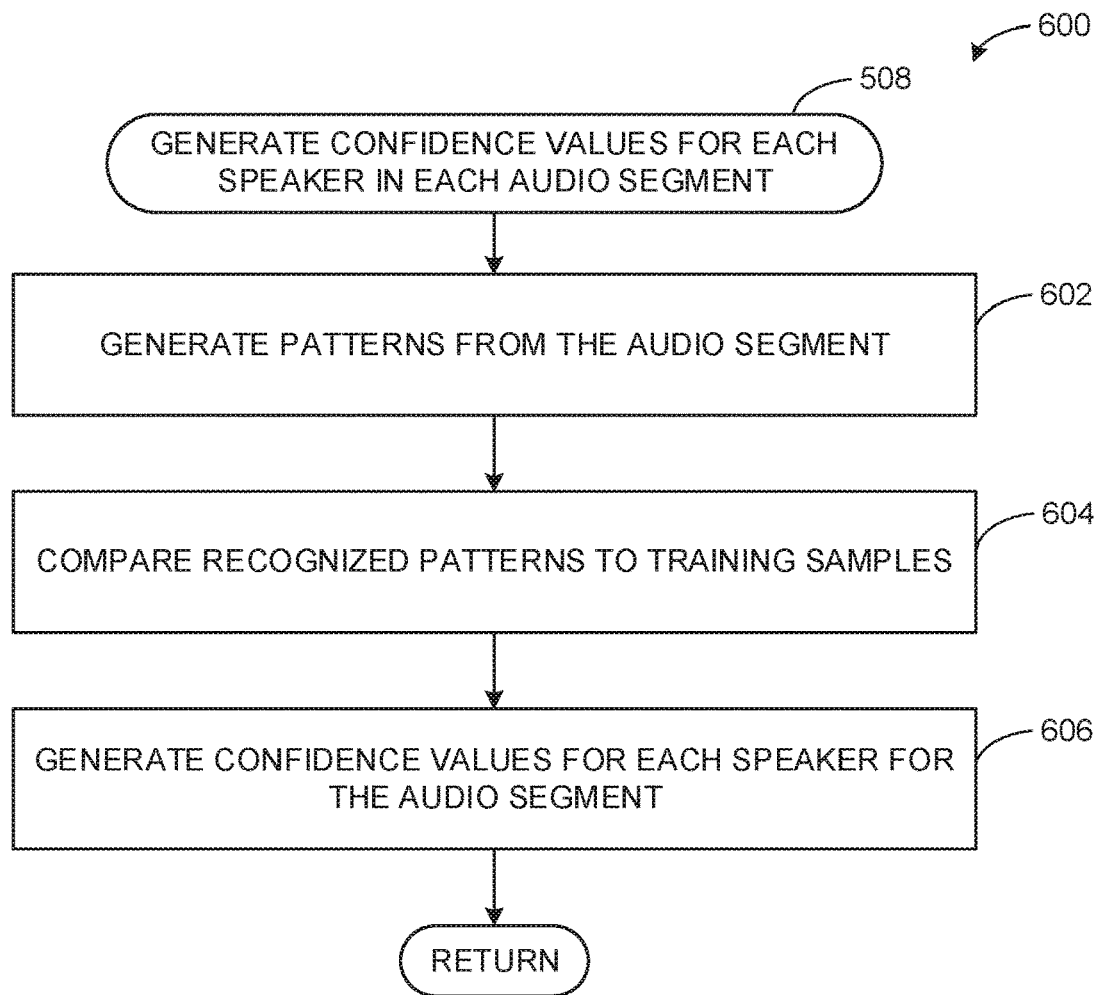 600
508
GENERATE CONFIDENCE VALUES FOR EACH
SPEAKER IN EACH AUDIO SEGMENT
602
GENERATE PATTERNS FROM THE AUDIO SEGMENT
604
COMPARE RECOGNIZED PATTERNS TO TRAINING SAMPLES
606
GENERATE CONFIDENCE VALUES FOR EACH SPEAKER FOR
THE AUDIO SEGMENT
RETURN